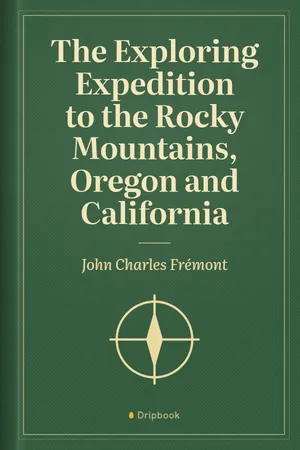 The Exploring
Expedition
to the Rocky
Mountains,
Oregon and
California
John Charles Frémont
Dripbook